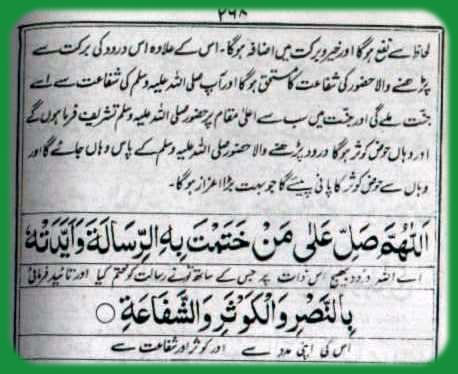 ۲۶۸
لحاظ سے نفع ہوگا اور خیر و برکت میں اضافہ ہوگا۔ اس کے علاوہ اس درود کی برکت سے
پڑھنے والا حضور کی شفاعت کا مستحق ہوگا اور آپ صلی اللہ علیہ وسلم کی شفاعت سے اسے
جنت ملے گی اور جنت میں سب سے اعلیٰ مقام پر حضور صلی اللہ علیہ وسلم تشریف فرما ہوں گے
اور وہاں حوض کوثر ہوگا درود پڑھنے والا حضور صلی اللہ علیہ وسلم کے پاس وہاں جائے گا اور
وہاں سے حوض کوثر کا پانی پئے گا جو بہت بڑا اعزاز ہوگا۔
اَللّٰهُمَّ صَلِّ عَلٰى مَنْ خَتَمْتَ بِهِ الرِّسَالَةَ وَاَيَّدْتَهٗ
اے اللہ درود بھیج اس ذات پر جس کے ساتھ تونے رسالت کو ختم کیا اور تائید فرمائی
بِالنَّصْرِ وَالْكَوْثَرِ وَالشَّفَاعَةِ ○
اس کی اپنی مدد سے اور کوثر اور شفاعت سے